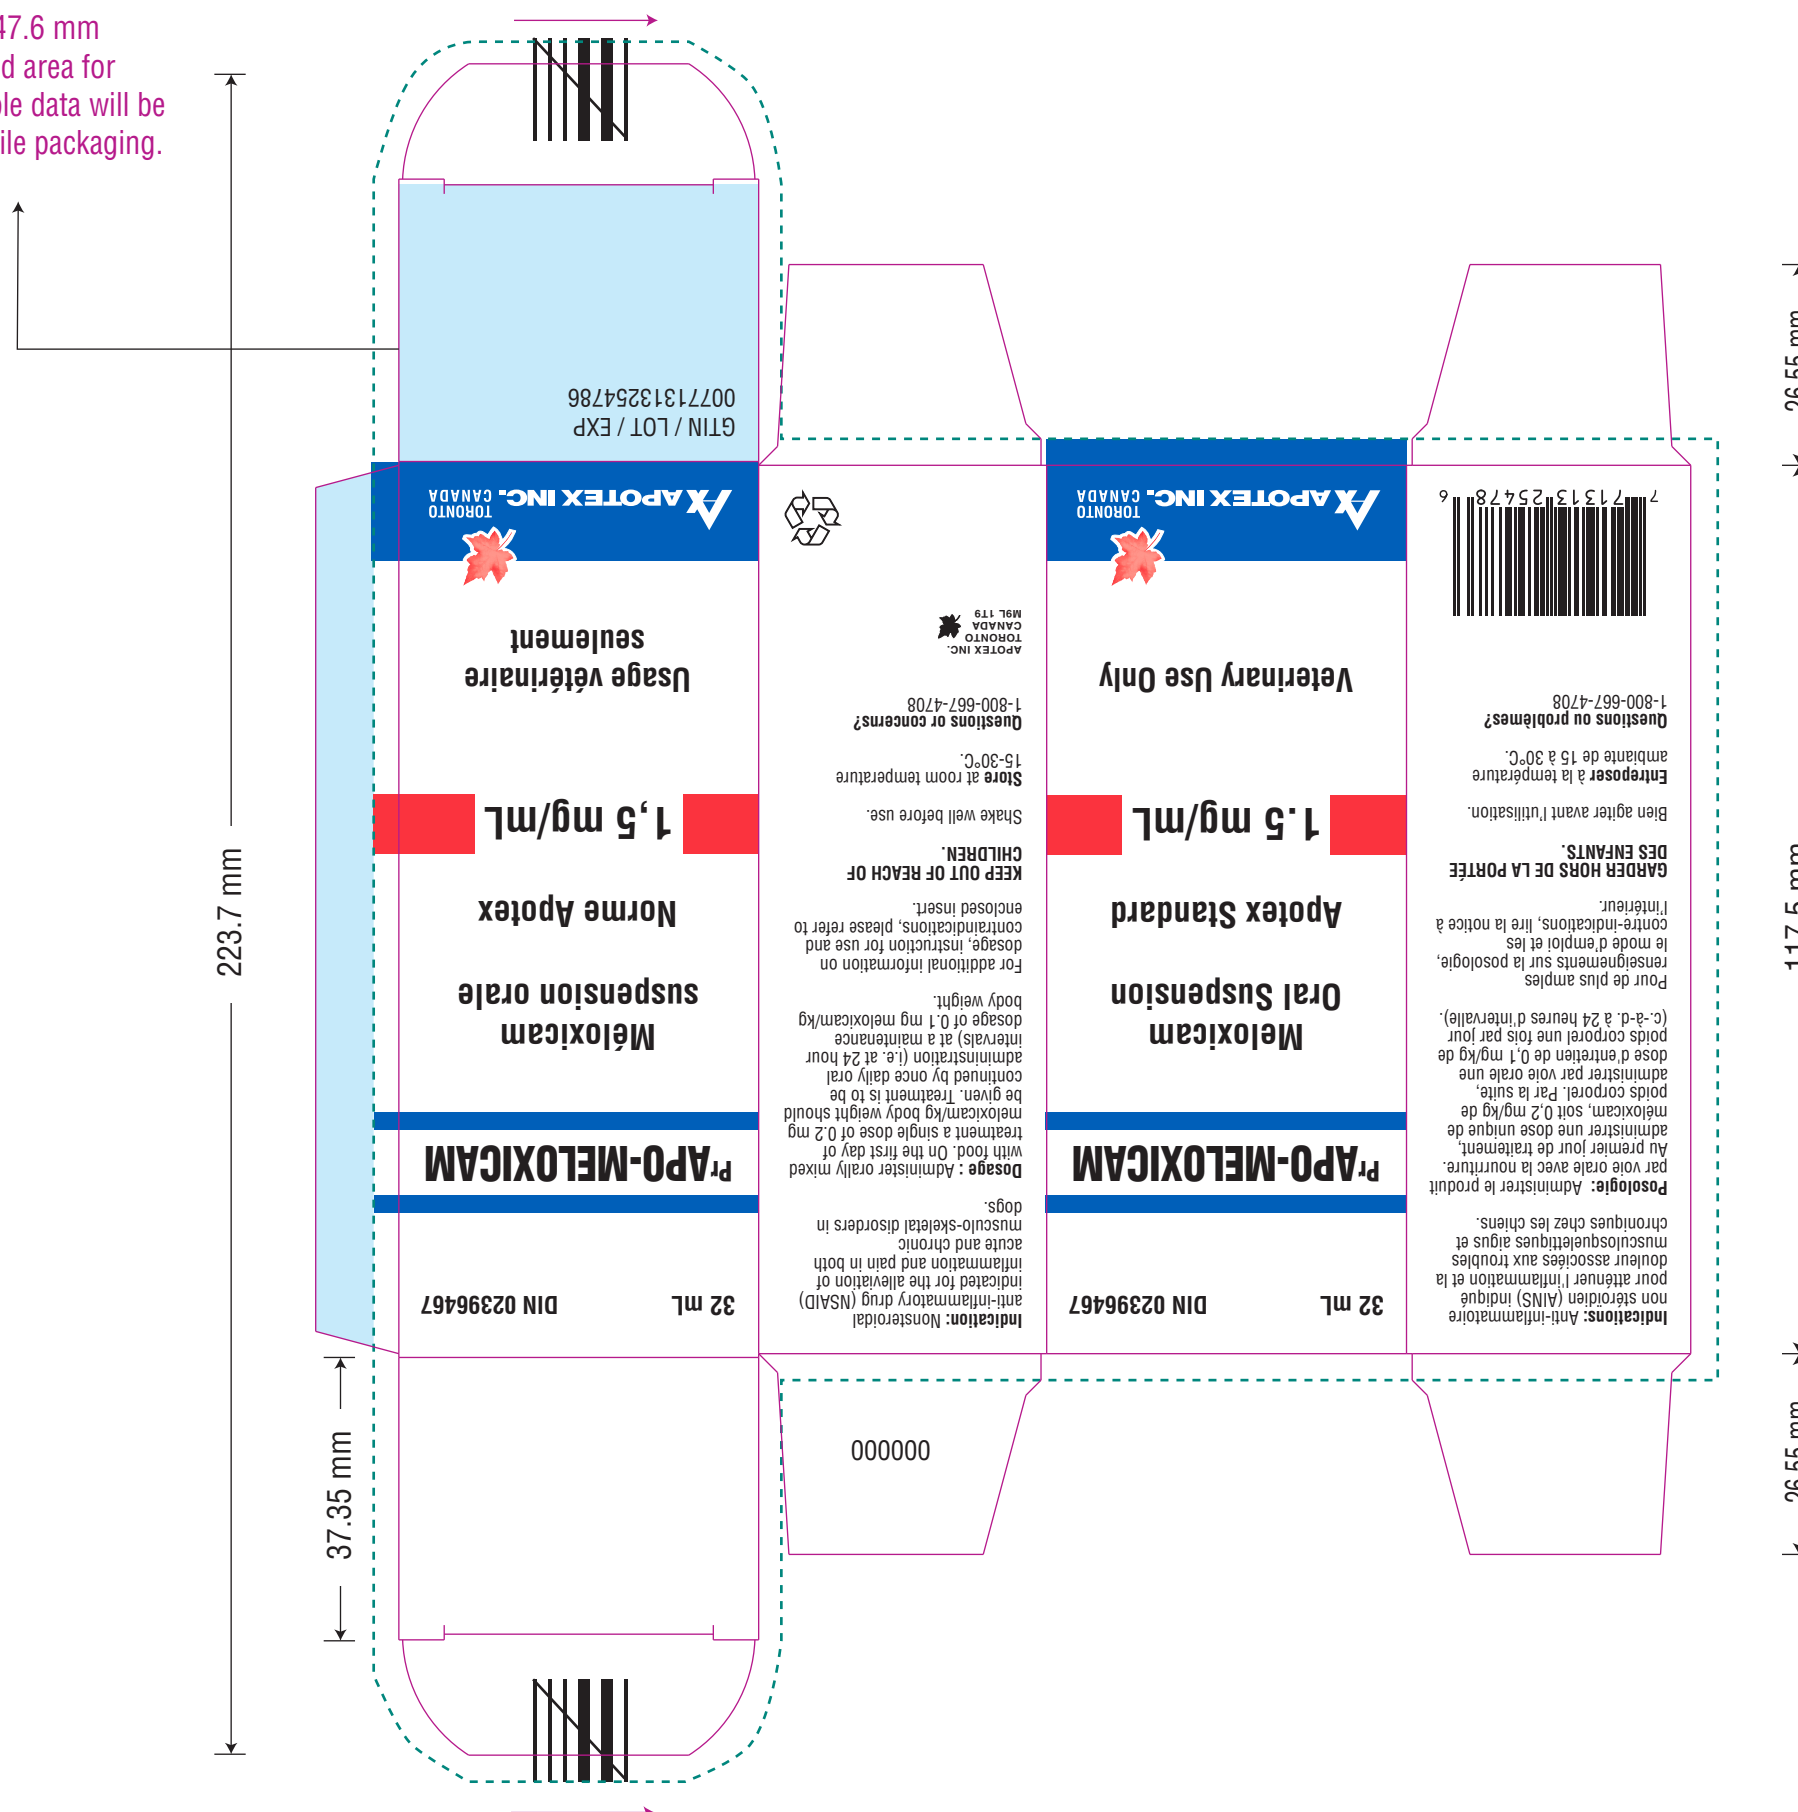 47.6 mm
d area for
ole data will be
ile packaging.
223.7 mm
37.35 mm
26.55 mm
117.5 mm
26.55 mm
GTIN / LOT / EXP
00771313254786
32 mL DIN 02396467
PrAPO-MELOXICAM
Méloxicam
suspension orale
Norme Apotex
1,5 mg/mL
Usage vétérinaire
seulement
APOTEX INC. TORONTO
CANADA
Indication: Nonsteroidal
anti-inflammatory drug (NSAID)
indicated for the alleviation of
inflammation and pain in both
acute and chronic
musculo-skeletal disorders in
dogs.
Dosage : Administer orally mixed
with food. On the first day of
treatment a single dose of 0.2 mg
meloxicam/kg body weight should
be given. Treatment is to be
continued by once daily oral
admininstration (i.e. at 24 hour
intervals) at a maintenance
dosage of 0.1 mg meloxicam/kg
body weight.
For additional information on
dosage, instruction for use and
contraindications, please refer to
enclosed insert.
KEEP OUT OF REACH OF
CHILDREN.
Shake well before use.
Store at room temperature
15-30°C.
Questions or concerns?
1-800-667-4708
APOTEX INC.
TORONTO
CANADA
M9L 1T9
000000
32 mL DIN 02396467
PrAPO-MELOXICAM
Meloxicam
Oral Suspension
Apotex Standard
1.5 mg/mL
Veterinary Use Only
APOTEX INC. TORONTO
CANADA
Indications: Anti-inflammatoire
non stéroïdien (AINS) indiqué
pour atténuer l'inflammation et la
douleur associées aux troubles
musculosquelettiques aigus et
chroniques chez les chiens.
Posologie: Administrer le produit
par voie orale avec la nourriture.
Au premier jour de traitement,
administrer une dose unique de
méloxicam, soit 0,2 mg/kg de
poids corporel. Par la suite,
administrer par voie orale une
dose d'entretien de 0,1 mg/kg de
poids corporel une fois par jour
(c.-à-d. à 24 heures d'intervalle).
Pour de plus amples
renseignements sur la posologie,
le mode d'emploi et les
contre-indications, lire la notice à
l'intérieur.
GARDER HORS DE LA PORTÉE
DES ENFANTS.
Bien agiter avant l'utilisation.
Entreposer à la température
ambiante de 15 à 30°C.
Questions ou problèmes?
1-800-667-4708
7 71313 25478 6